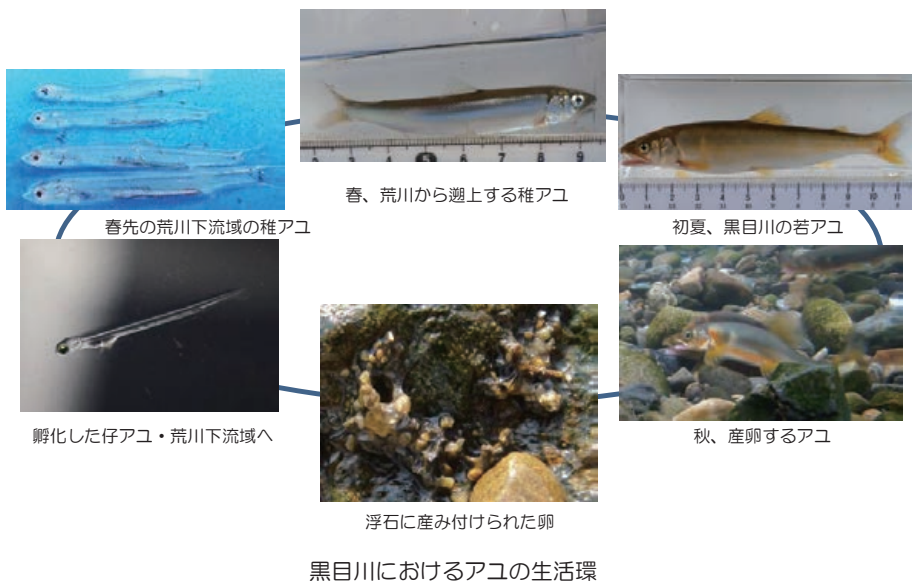 春、荒川から遡上する稚アユ
春先の荒川下流域の稚アユ
初夏、黒目川の若アユ
孵化した仔アユ・荒川下流域へ
秋、産卵するアユ
浮石に産み付けられた卵
黒目川におけるアユの生活環